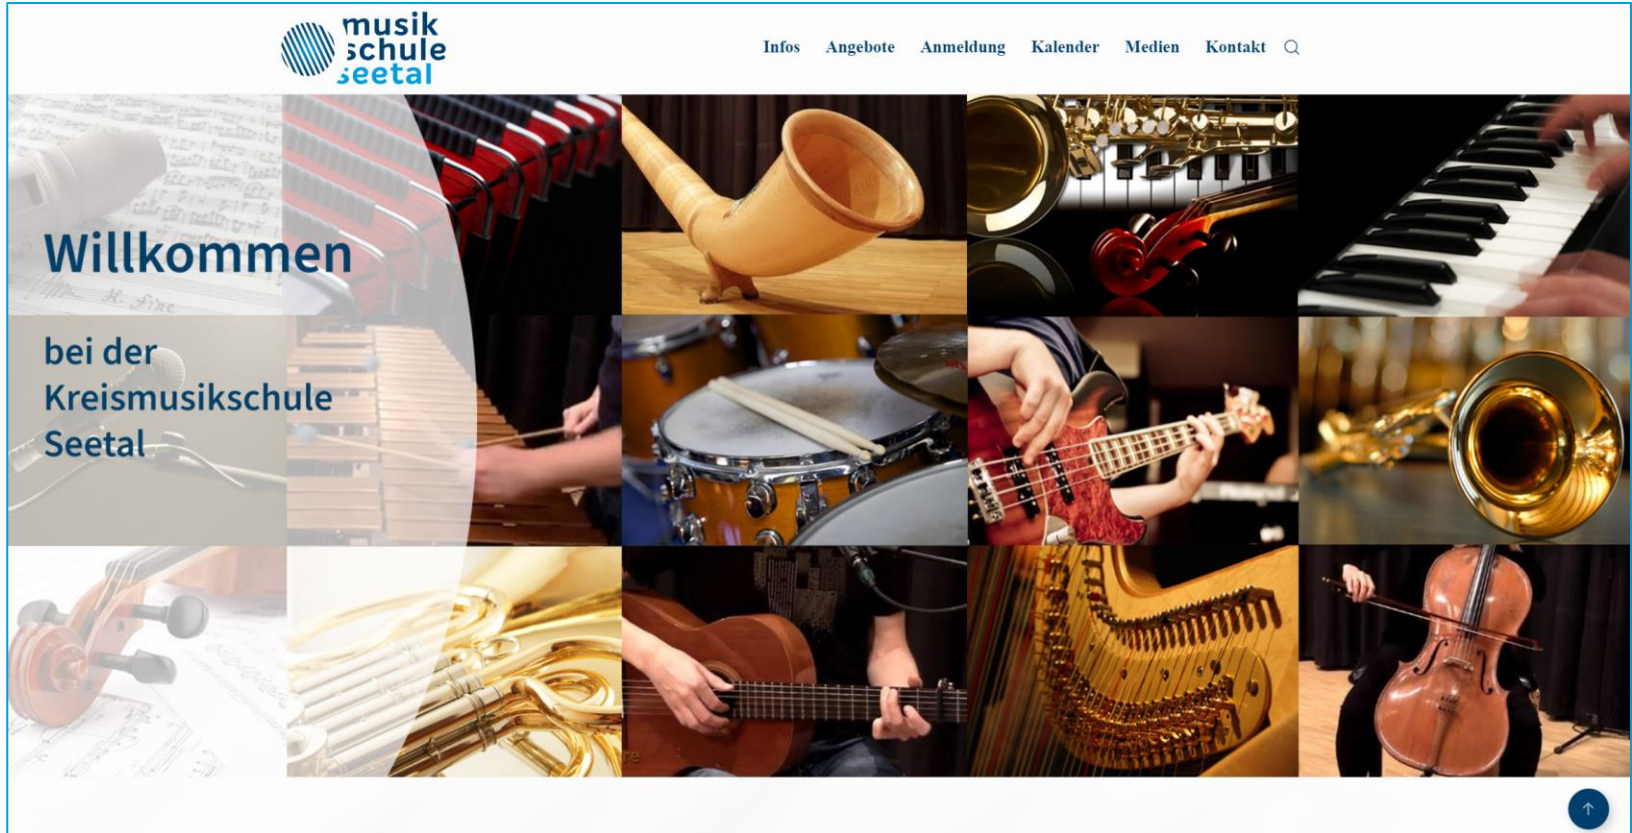 musik
schule
seetal
Infos Angebote Anmeldung Kalender Medien Kontakt
Willkommen
bei der
Kreismusikschule
Seetal